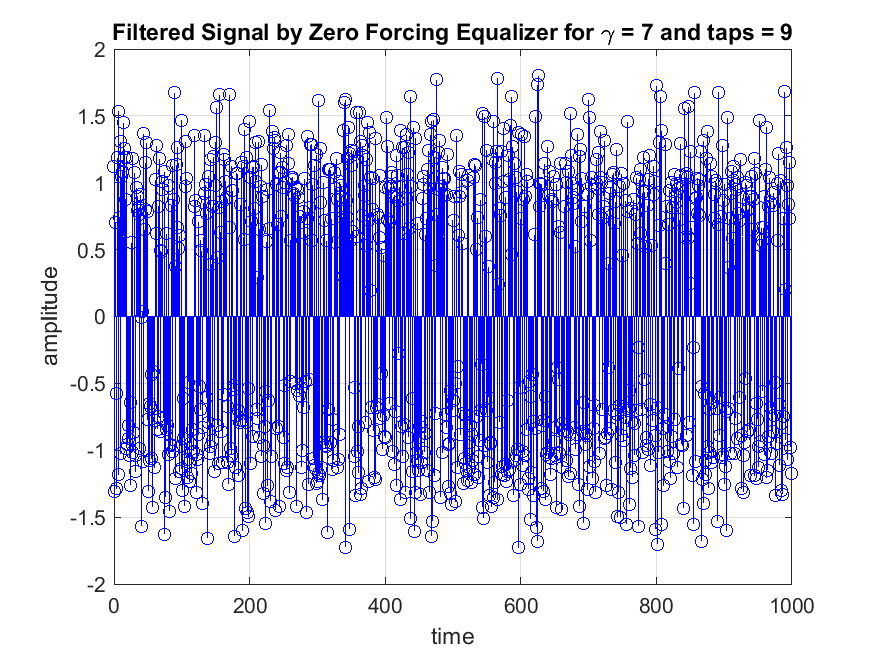 Filtered Signal by Zero Forcing Equalizer for γ = 7 and taps = 9
2
1.5
1
0.5
0
-0.5
-1
-1.5
-2
amplitude
0 200 400 600 800 1000
time